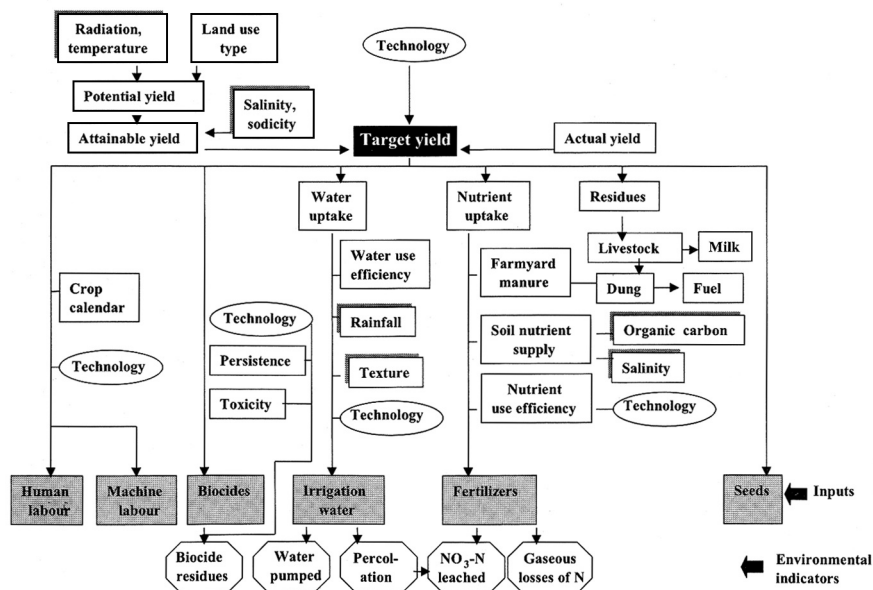 Radiation,
temperature
Land use
type
Technology
Potential yield
Salinity,
sodicity
Attainable yield
Target yield
Actual yield
Water
uptake
Nutrient
uptake
Residues
Livestock
Milk
Water use
efficiency
Farmyard
manure
Dung
Fuel
Crop
calendar
Technology
Rainfall
Soil nutrient
supply
Organic carbon
Persistence
Salinity
Technology
Texture
Toxicity
Nutrient
use efficiency
Technology
Technology
Human
labour
Machine
labour
Biocides
Irrigation
water
Fertilizers
Seeds
Inputs
Biocide
residues
Water
pumped
Percol-
ation
NO3-N
leached
Gaseous
losses of N
Environmental
indicators